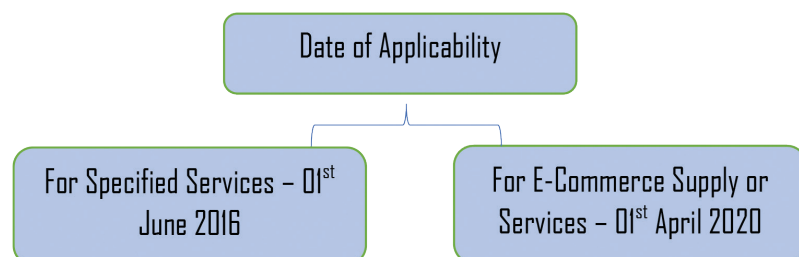 Date of Applicability
For Specified Services – 01st
June 2016
For E-Commerce Supply or
Services – 01st April 2020